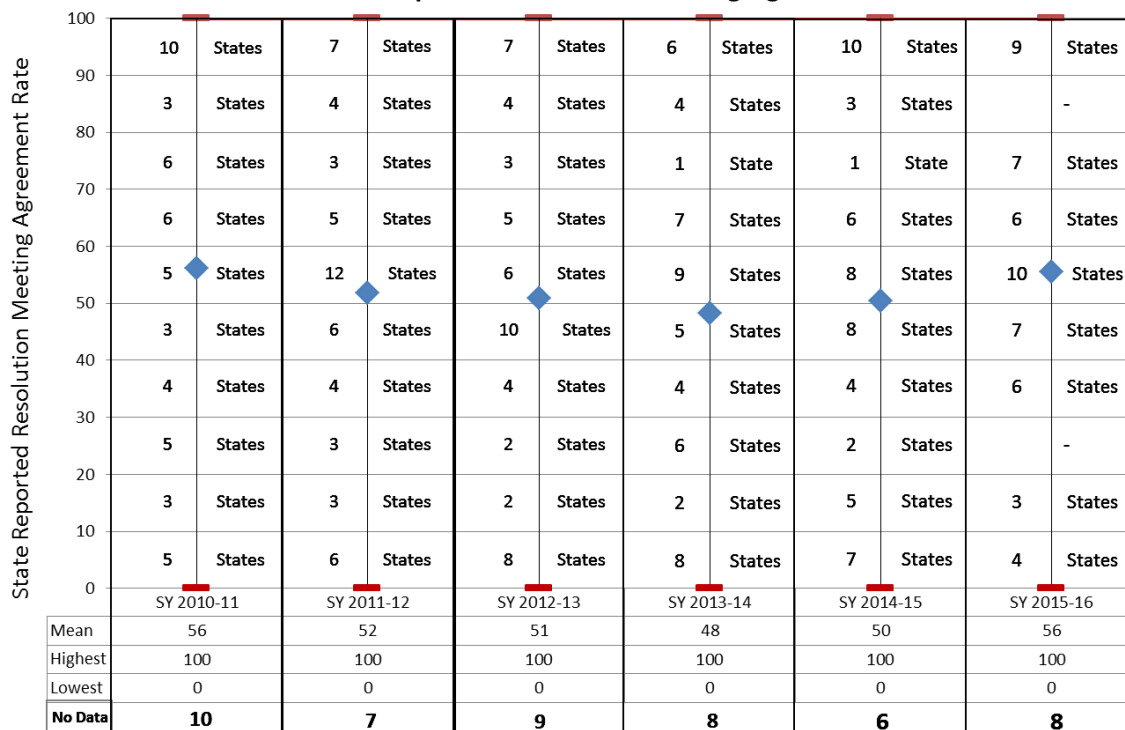 State Reported Resolution Meeting Agreement Rate
100
10 States 7 States 7 States 6 States 10 States 9 States
90
3 States 4 States 4 States 4 States 3 States -
80
6 States 3 States 3 States 1 State 1 State 7 States
70
6 States 5 States 5 States 7 States 6 States 6 States
60
5 States 12 States 6 States 9 States 8 States 10 States
50
3 States 6 States 10 States 5 States 8 States 7 States
40
4 States 4 States 4 States 4 States 4 States 6 States
30
5 States 3 States 2 States 6 States 2 States -
20
3 States 3 States 2 States 2 States 5 States 3 States
10
5 States 6 States 8 States 8 States 7 States 4 States
0
SY 2010-11 SY 2011-12 SY 2012-13 SY 2013-14 SY 2014-15 SY 2015-16
Mean 56 52 51 48 50 56
Highest 100 100 100 100 100 100
Lowest 0 0 0 0 0 0
No Data 10 7 9 8 6 8